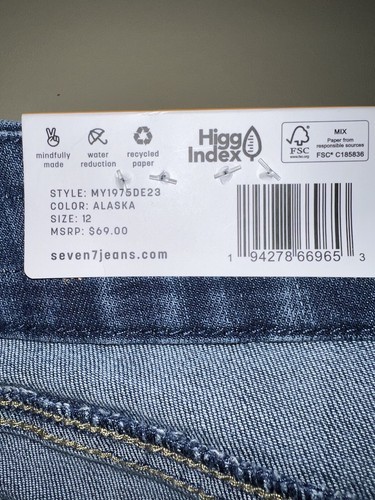 mindfully
made
water
reduction
recycled
paper
Higg
Index
FSC
www.fsc.org
MIX
Paper from
responsible sources
FSC® C185836
STYLE: MY1975DE23
COLOR: ALASKA
SIZE: 12
MSRP: $69.00
seven7jeans.com
1 94278 66965 3